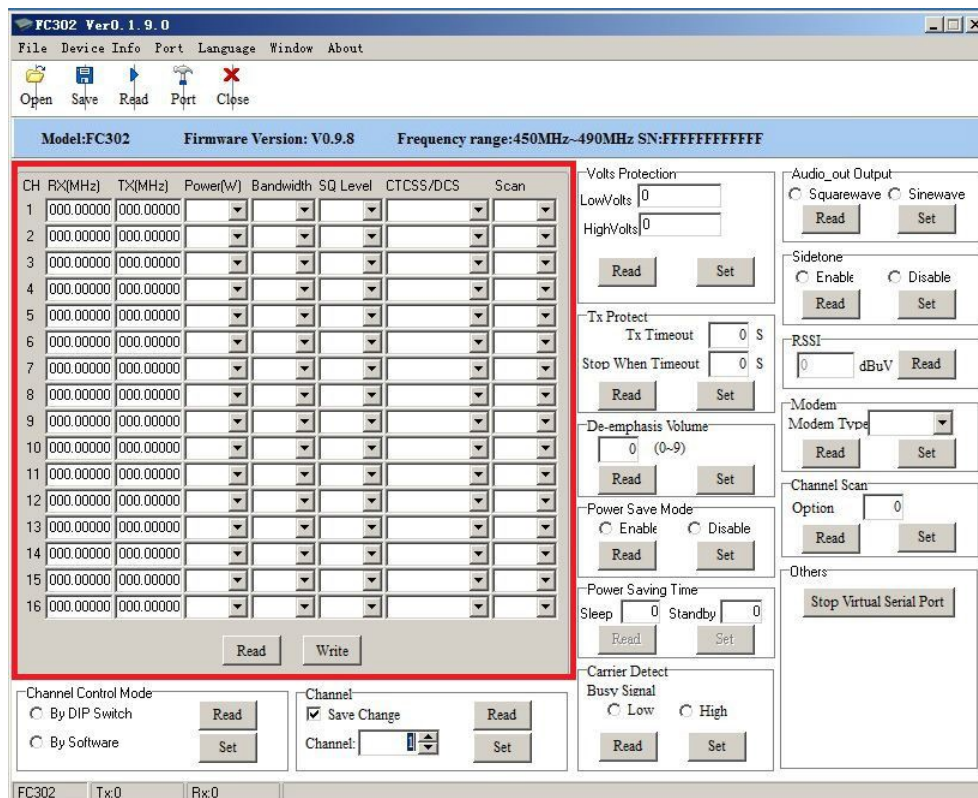 FC302 Ver0.1.9.0
File Device Info Port Language Window About
Open Save Read Port Close
Model:FC302 Firmware Version: V0.9.8 Frequency range:450MHz~490MHz SN:FFFFFFFFFFFF
CH RX(MHz) TX(MHz) Power(W) Bandwidth SQ Level CTCSS/DCS Scan
1 000.00000 000.00000
2 000.00000 000.00000
3 000.00000 000.00000
4 000.00000 000.00000
5 000.00000 000.00000
6 000.00000 000.00000
7 000.00000 000.00000
8 000.00000 000.00000
9 000.00000 000.00000
10 000.00000 000.00000
11 000.00000 000.00000
12 000.00000 000.00000
13 000.00000 000.00000
14 000.00000 000.00000
15 000.00000 000.00000
16 000.00000 000.00000
Read Write
Channel Control Mode
By DIP Switch Read
By Software Set
Channel
Save Change Read
Channel: 1 Set
Volts Protection
LowVolts 0
HighVolts 0
Read Set
Tx Protect
Tx Timeout 0 S
Stop When Timeout 0 S
Read Set
De-emphasis Volume
0 (0~9)
Read Set
Power Save Mode
Enable Disable
Read Set
Power Saving Time
Sleep 0 Standby 0
Read Set
Carrier Detect
Busy Signal
Low High
Read Set
Audio_out Output
Squarewave Sinewave
Read Set
Sidetone
Enable Disable
Read Set
RSSI
0 dBuV Read
Modem
Modem Type
Read Set
Channel Scan
Option 0
Read Set
Others
Stop Virtual Serial Port
FC302 Tx:0 Rx:0